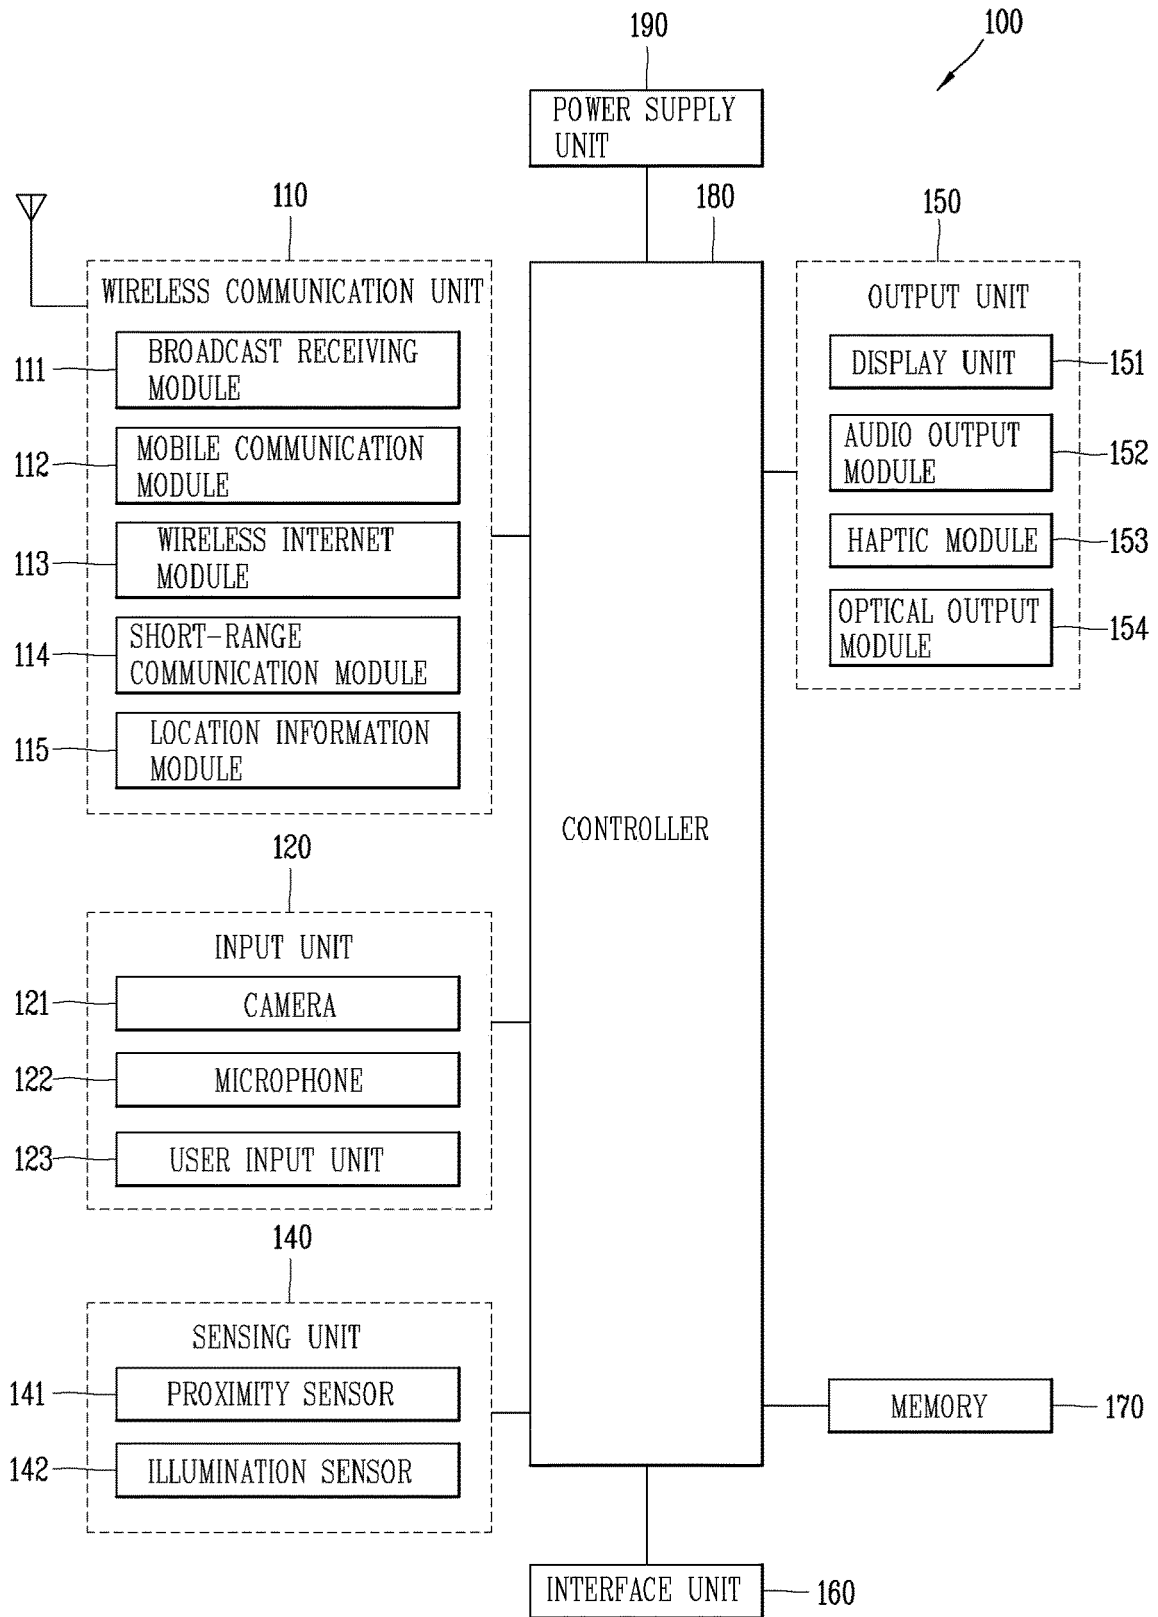 190
100
POWER SUPPLY
UNIT
110
180
150
WIRELESS COMMUNICATION UNIT
111
BROADCAST RECEIVING
MODULE
112
MOBILE COMMUNICATION
MODULE
113
WIRELESS INTERNET
MODULE
114
SHORT-RANGE
COMMUNICATION MODULE
115
LOCATION INFORMATION
MODULE
OUTPUT UNIT
DISPLAY UNIT
151
AUDIO OUTPUT
MODULE
152
HAPTIC MODULE
153
OPTICAL OUTPUT
MODULE
154
CONTROLLER
120
INPUT UNIT
121
CAMERA
122
MICROPHONE
123
USER INPUT UNIT
140
SENSING UNIT
141
PROXIMITY SENSOR
142
ILLUMINATION SENSOR
MEMORY
170
INTERFACE UNIT
160